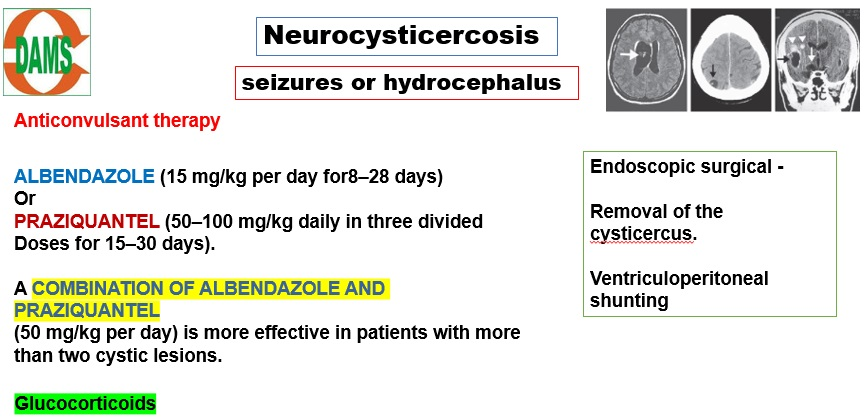 DAMS
Neurocysticercosis
seizures or hydrocephalus
Anticonvulsant therapy
ALBENDAZOLE (15 mg/kg per day for8–28 days)
Or
PRAZIQUANTEL (50–100 mg/kg daily in three divided
Doses for 15–30 days).
A COMBINATION OF ALBENDAZOLE AND
PRAZIQUANTEL
(50 mg/kg per day) is more effective in patients with more
than two cystic lesions.
Glucocorticoids
Endoscopic surgical -
Removal of the
cysticercus.
Ventriculoperitoneal
shunting